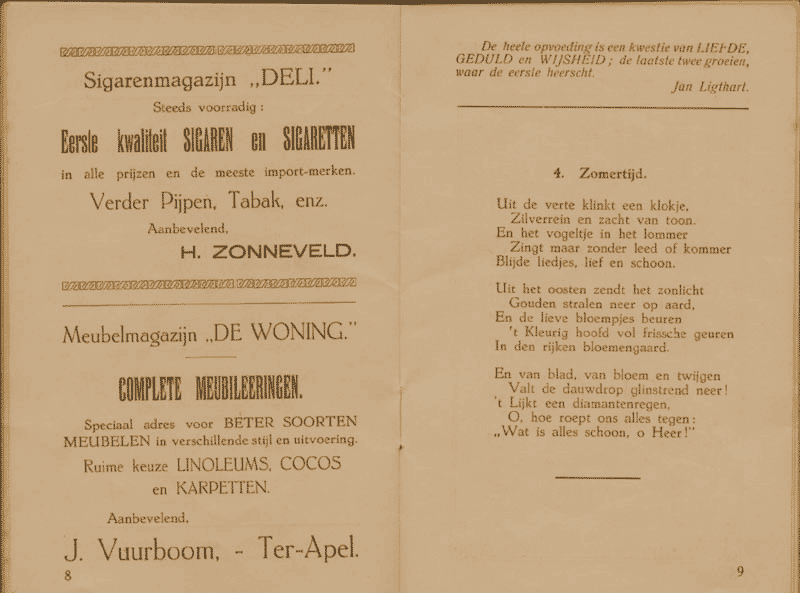 Sigarenmagazijn „DELI."
Steeds voorradig :
Eerste kwaliteit SIGAREN en SIGARETTEN
in alle prijzen en de meeste import-merken.
Verder Pijpen, Tabak, enz.
Aanbevelend,
H. ZONNEVELD.
Meubelmagazijn „DE WONING."
COMPLETE MEUBILEERINGEN.
Speciaal adres voor BETER SOORTEN
MEUBELEN in verschillende stijl en uitvoering.
Ruime keuze LINOLEUMS, COCOS
en KARPETTEN.
Aanbevelend,
J. Vuurboom, - Ter-Apel.
8
De heele opvoeding is een kwestie van LIEFDE,
GEDULD en WIJSHEID ; de laatste twee groeien,
waar de eerste heerscht.
Jan Ligthart.
4. Zomertijd.
Uit de verte klinkt een klokje,
Zilverrein en zacht van toon.
En het vogeltje in het lommer
Zingt maar zonder leed of kommer
Blijde liedjes, lief en schoon.
Uit het oosten zendt het zonlicht
Gouden stralen neer op aard,
En de lieve bloempjes beuren
't Kleurig hoofd vol frissche geuren
In den rijken bloemengaard.
En van blad, van bloem en twijgen
Valt de dauwdrop glinstrend neer!
't Lijkt een diamantenregen,
O, hoe roept ons alles tegen :
„Wat is alles schoon, o Heer!"
9